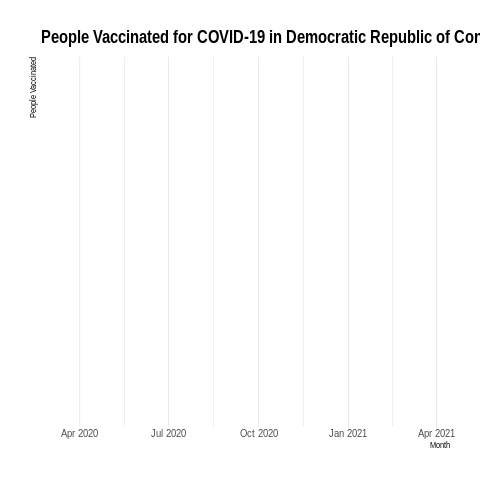 People Vaccinated for COVID-19 in Democratic Republic of Con
People Vaccinated
Apr 2020 Jul 2020 Oct 2020 Jan 2021 Apr 2021
Month